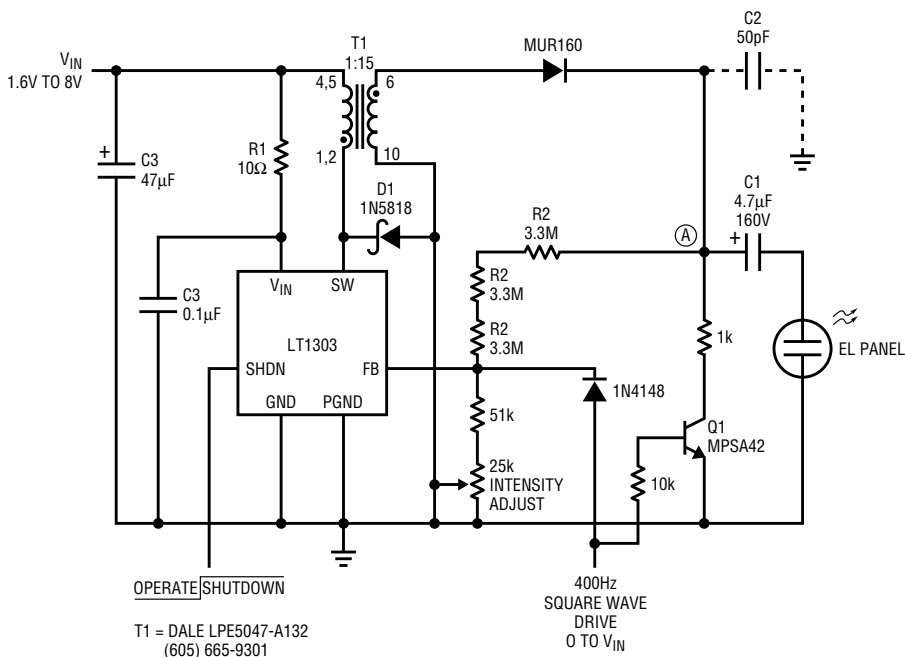 C2
50pF
T1
1:15
MUR160
VIN
1.6V TO 8V
4,5
6
R1
10Ω
1,2
10
+
C3
47µF
D1
1N5818
C1
4.7µF
160V
R2
3.3M
A
+
R2
3.3M
C3
0.1µF
VIN
SW
1k
R2
3.3M
EL PANEL
LT1303
SHDN
FB
1N4148
GND
PGND
51k
Q1
MPSA42
25k
INTENSITY
ADJUST
10k
OPERATE SHUTDOWN
400Hz
SQUARE WAVE
DRIVE
O TO VIN
T1 = DALE LPE5047-A132
(605) 665-9301